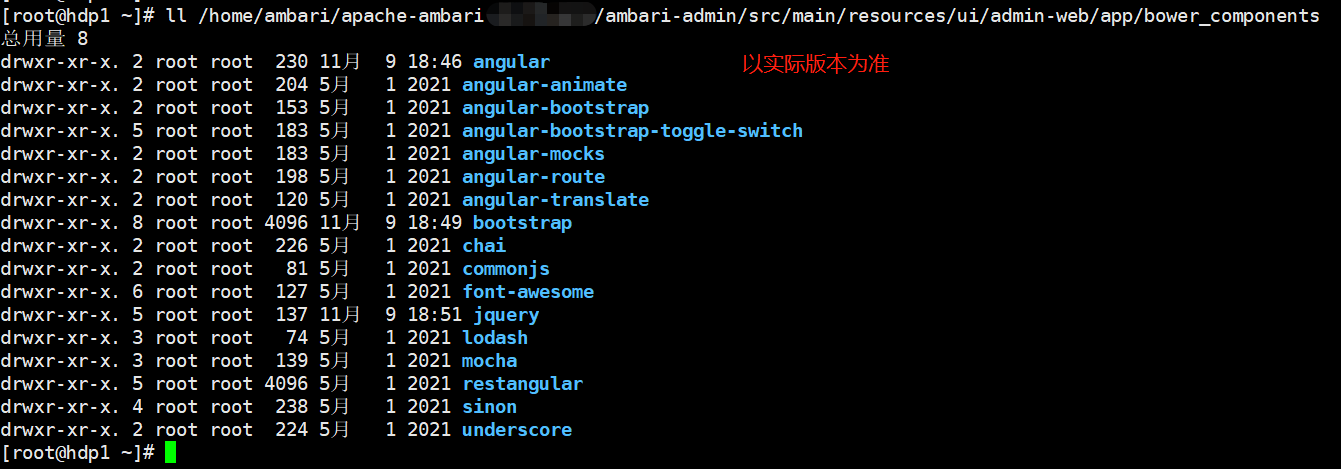 [root@hdp1 ~]# ll /home/ambari/apache-ambari /ambari-admin/src/main/resources/ui/admin-web/app/bower_components
总用量 8
drwxr-xr-x. 2 root root  230 11月  9 18:46 angular
以实际版本为准
drwxr-xr-x. 2 root root  204 5月   1 2021 angular-animate
drwxr-xr-x. 2 root root  153 5月   1 2021 angular-bootstrap
drwxr-xr-x. 5 root root  183 5月   1 2021 angular-bootstrap-toggle-switch
drwxr-xr-x. 2 root root  183 5月   1 2021 angular-mocks
drwxr-xr-x. 2 root root  198 5月   1 2021 angular-route
drwxr-xr-x. 2 root root  120 5月   1 2021 angular-translate
drwxr-xr-x. 8 root root 4096 11月  9 18:49 bootstrap
drwxr-xr-x. 2 root root  226 5月   1 2021 chai
drwxr-xr-x. 2 root root   81 5月   1 2021 commonjs
drwxr-xr-x. 6 root root  127 5月   1 2021 font-awesome
drwxr-xr-x. 5 root root  137 11月  9 18:51 jquery
drwxr-xr-x. 3 root root   74 5月   1 2021 lodash
drwxr-xr-x. 3 root root  139 5月   1 2021 mocha
drwxr-xr-x. 5 root root 4096 5月   1 2021 restangular
drwxr-xr-x. 4 root root  238 5月   1 2021 sinon
drwxr-xr-x. 2 root root  224 5月   1 2021 underscore
[root@hdp1 ~]#